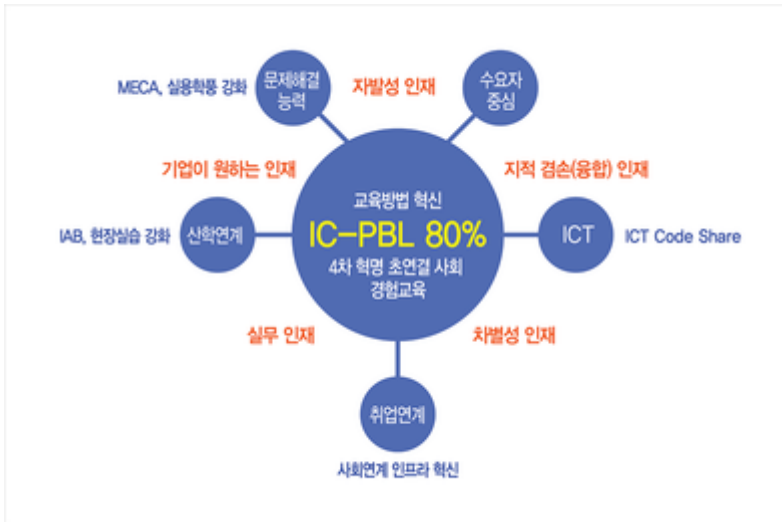 MECA, 실용학풍 강화
문제해결
능력
자발성 인재
수요자
중심
기업이 원하는 인재
지적 겸손(융합) 인재
IAB, 현장실습 강화
산학연계
교육방법 혁신
IC-PBL 80%
4차 혁명 초연결 사회
경험교육
ICT
ICT Code Share
실무 인재
차별성 인재
취업연계
사회연계 인프라 혁신